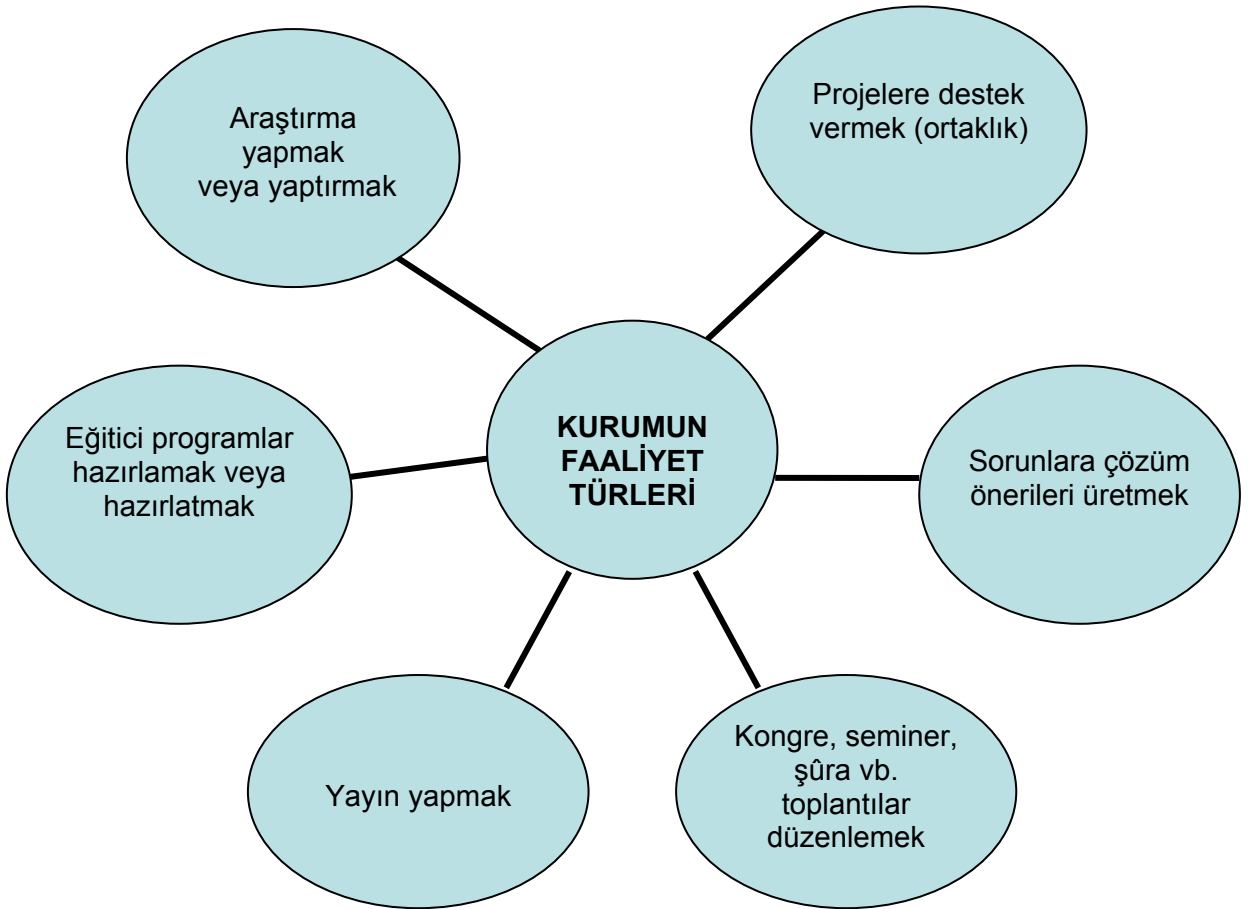 Araştırma
yapmak
veya yaptırmak
Projelere destek
vermek (ortaklık)
Eğitici programlar
hazırlamak veya
hazırlatmak
KURUMUN
FAALİYET
TÜRLERİ
Sorunlara çözüm
önerileri üretmek
Yayın yapmak
Kongre, seminer,
şûra vb.
toplantılar
düzenlemek